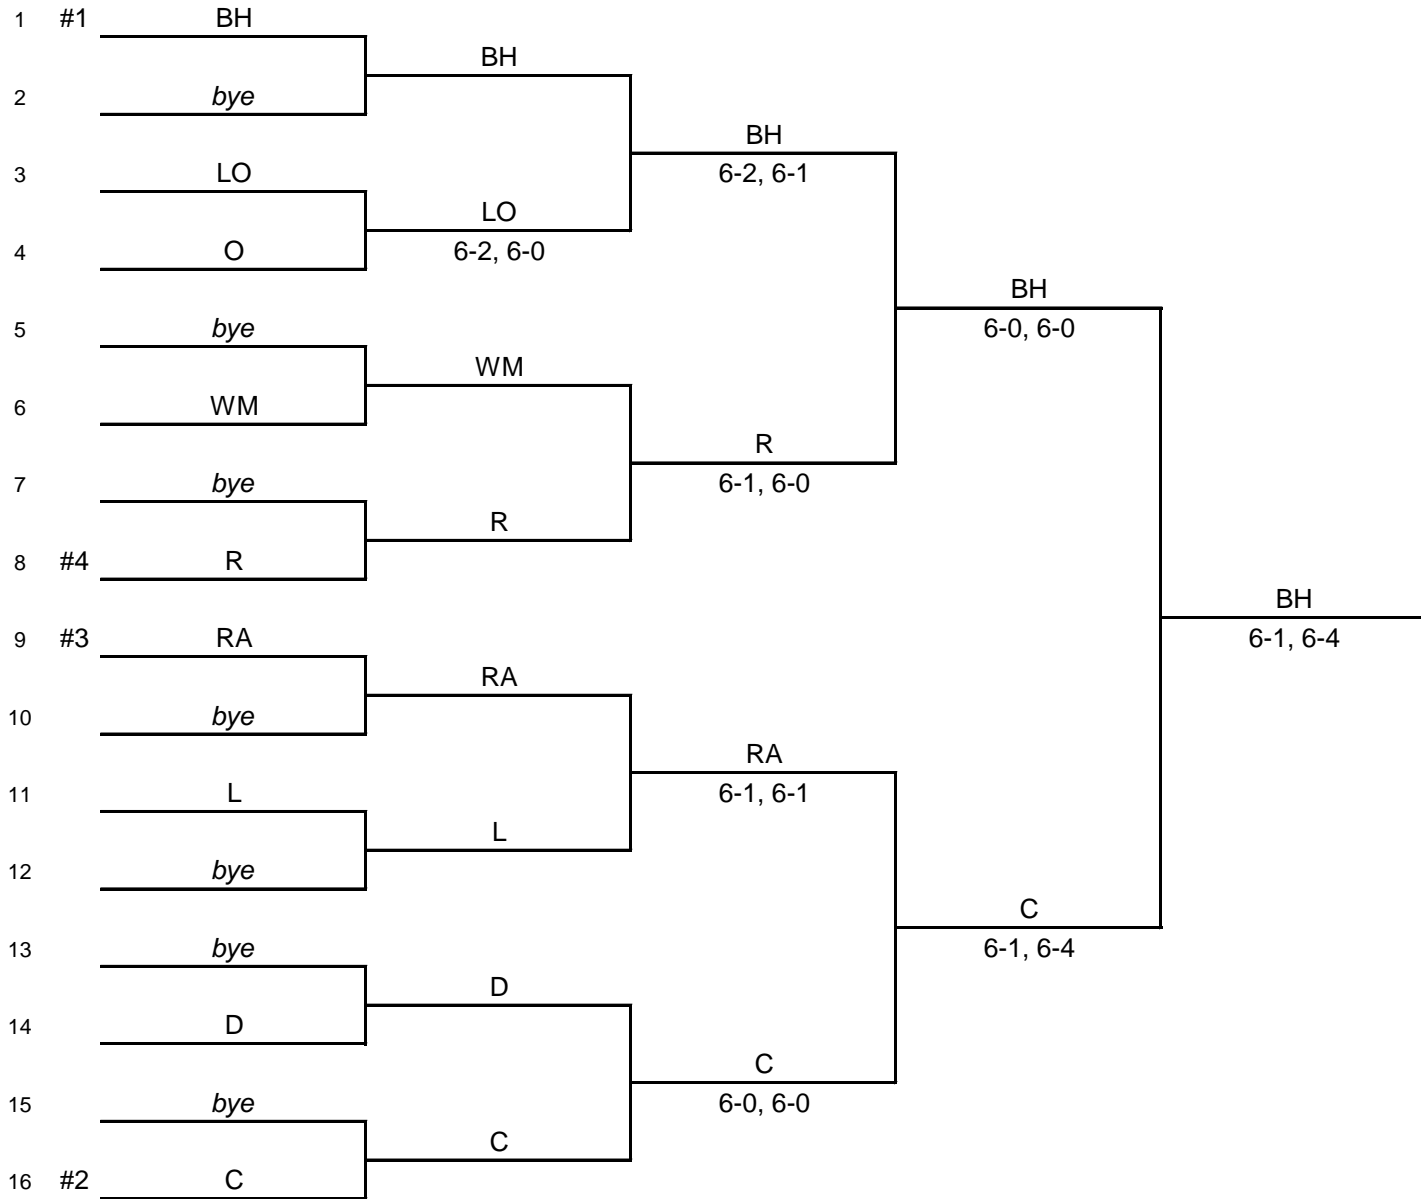 1 #1 BH
BH
2 bye
BH
3 LO 6-2, 6-1
LO
4 O 6-2, 6-0
BH
5 bye 6-0, 6-0
WM
6 WM
R
7 bye 6-1, 6-0
R
8 #4 R
BH
9 #3 RA 6-1, 6-4
RA
10 bye
RA
11 L 6-1, 6-1
L
12 bye
C
13 bye 6-1, 6-4
D
14 D
C
15 bye 6-0, 6-0
C
16 #2 C